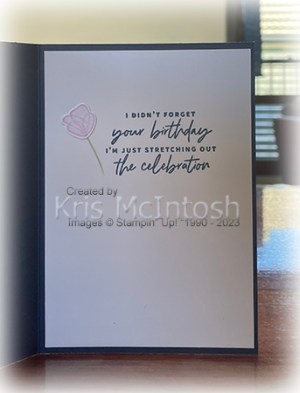 I DIDN'T FORGET
your birthday
I'M JUST STRETCHING OUT
the celebration
Created by
Kris McIntosh
Images © Stampin' Up! 1990 - 2023